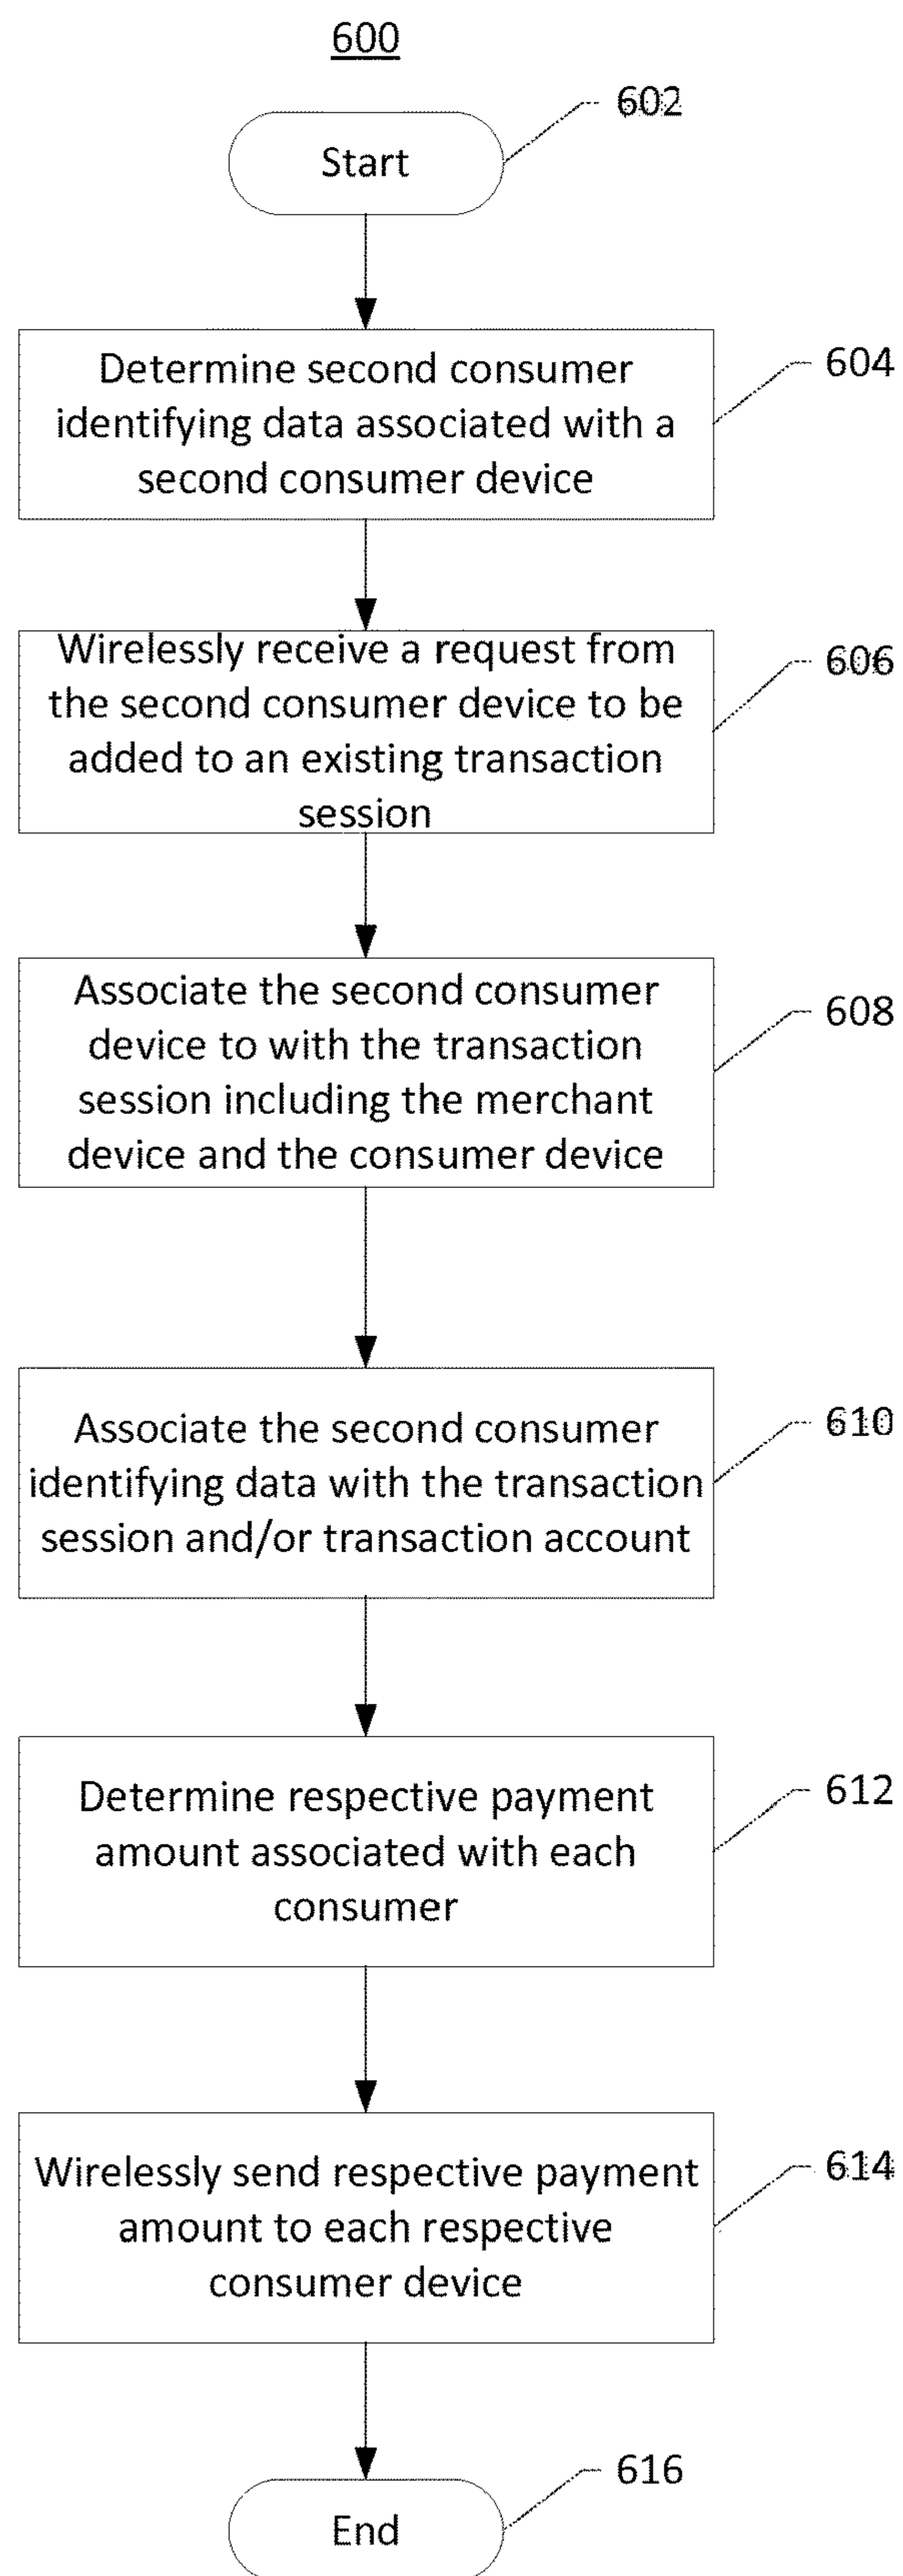 600
602
Start
604
Determine second consumer
identifying data associated with a
second consumer device
606
Wirelessly receive a request from
the second consumer device to be
added to an existing transaction
session
608
Associate the second consumer
device to with the transaction
session including the merchant
device and the consumer device
610
Associate the second consumer
identifying data with the transaction
session and/or transaction account
612
Determine respective payment
amount associated with each
consumer
614
Wirelessly send respective payment
amount to each respective
consumer device
616
End